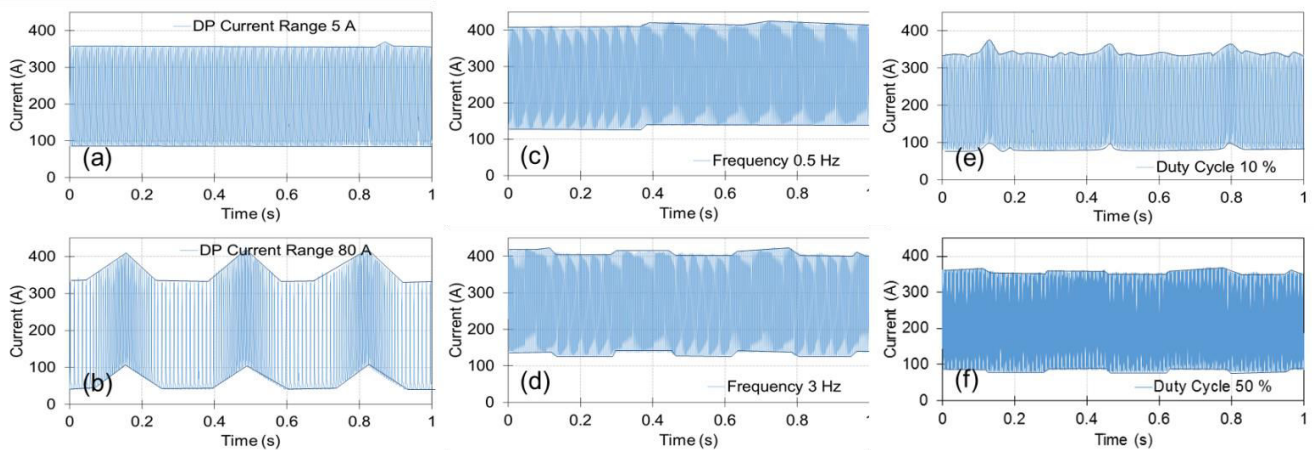 DP Current Range 5 A
400
300
200
100
0
Current (A)
(a)
0 0.2 0.4 0.6 0.8 1
Time (s)
DP Current Range 80 A
400
300
200
100
0
Current (A)
(b)
0 0.2 0.4 0.6 0.8 1
Time (s)
400
300
200
100
0
Current (A)
(c)
Frequency 0.5 Hz
0 0.2 0.4 0.6 0.8 1
Time (s)
400
300
200
100
0
Current (A)
(d)
Frequency 3 Hz
0 0.2 0.4 0.6 0.8 1
Time (s)
400
300
200
100
0
Current (A)
(e)
Duty Cycle 10 %
0 0.2 0.4 0.6 0.8 1
Time (s)
400
300
200
100
0
Current (A)
(f)
Duty Cycle 50 %
0 0.2 0.4 0.6 0.8 1
Time (s)